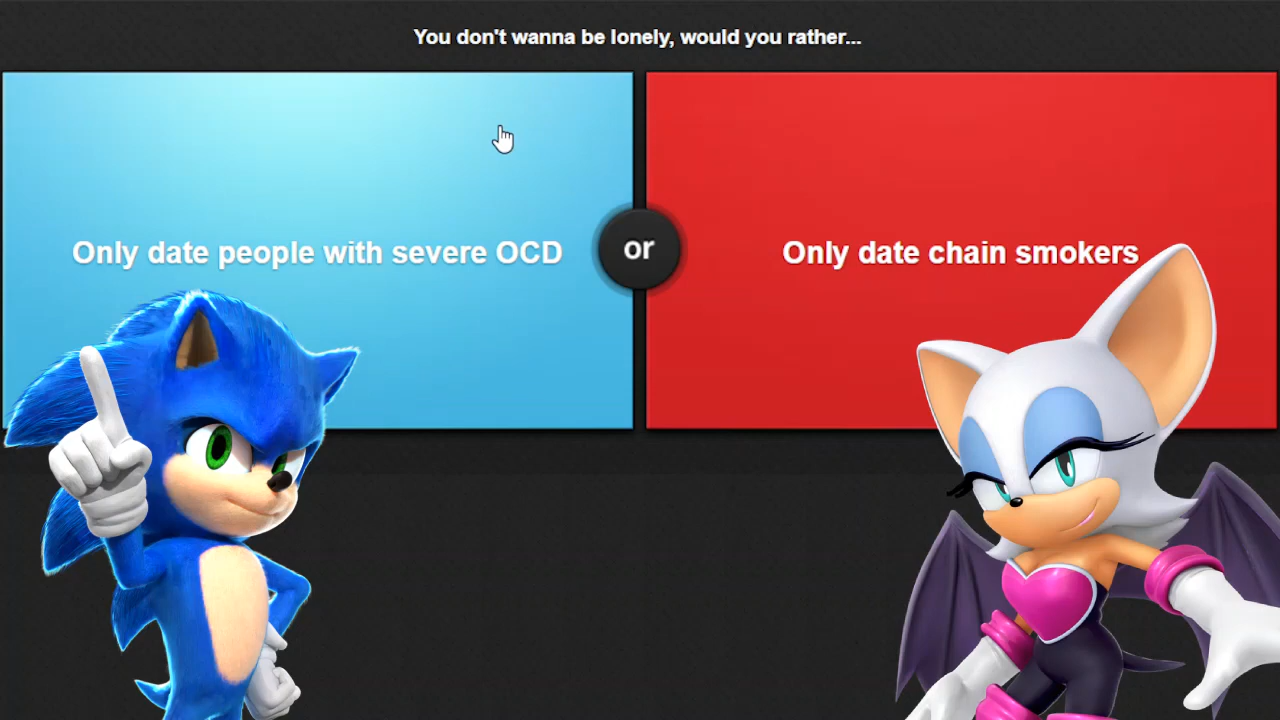 You don't wanna be lonely, would you rather...
Only date people with severe OCD
or
Only date chain smokers